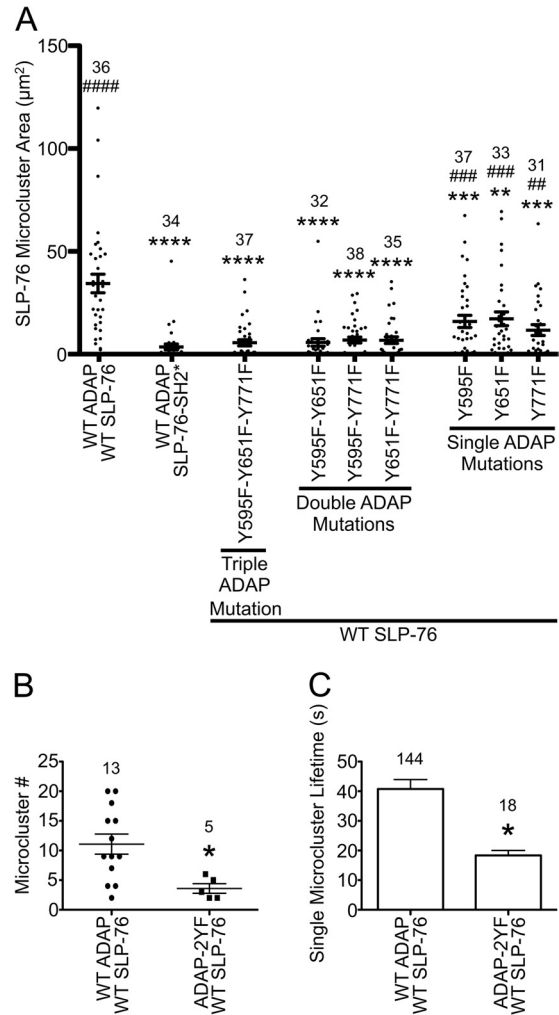 A
SLP-76 Microcluster Area (µm²)
150
100
50
0
36
####
34
****
37
****
32
****
38
****
35
****
37
###
***
33
###
**
31
##
***
WT ADAP
WT SLP-76
WT ADAP
SLP-76-SH2*
Y595F-Y651F-Y771F
Y595F-Y651F
Y595F-Y771F
Y651F-Y771F
Y595F
Y651F
Y771F
Triple
ADAP
Mutation
Double ADAP
Mutations
Single ADAP
Mutations
WT SLP-76
B
Microcluster #
25
20
15
10
5
0
13
5
*
WT ADAP
WT SLP-76
ADAP-2YF
WT SLP-76
C
Single Microcluster Lifetime (s)
50
40
30
20
10
0
144
18
*
WT ADAP
WT SLP-76
ADAP-2YF
WT SLP-76